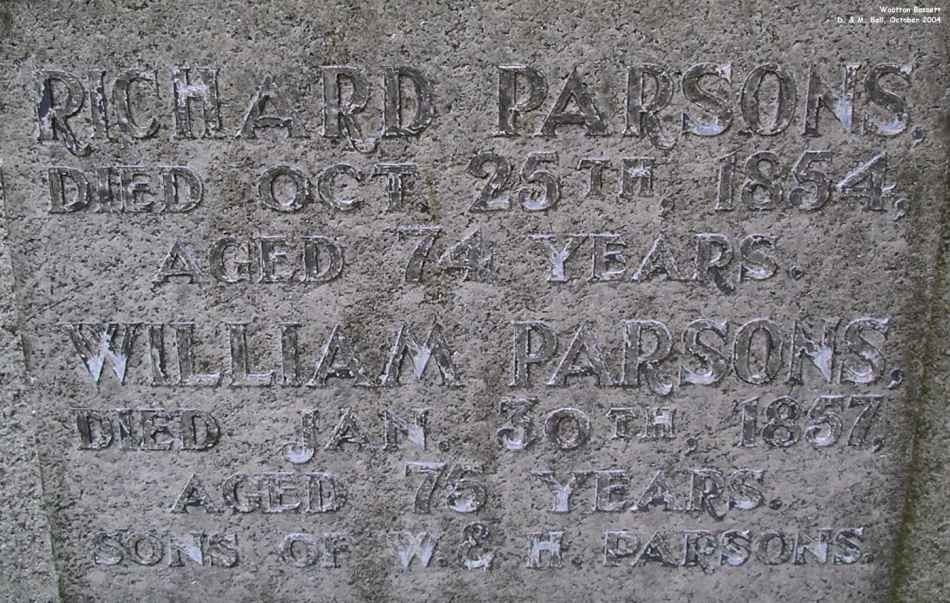 Wootton Bassett
D. & M. Ball, October 2004
RICHARD PARSONS,
DIED OCT 25TH, 1854,
AGED 74 YEARS.
WILLIAM PARSONS,
DIED JAN. 30TH, 1857,
AGED 75 YEARS.
SONS OF W. & H. PARSONS.